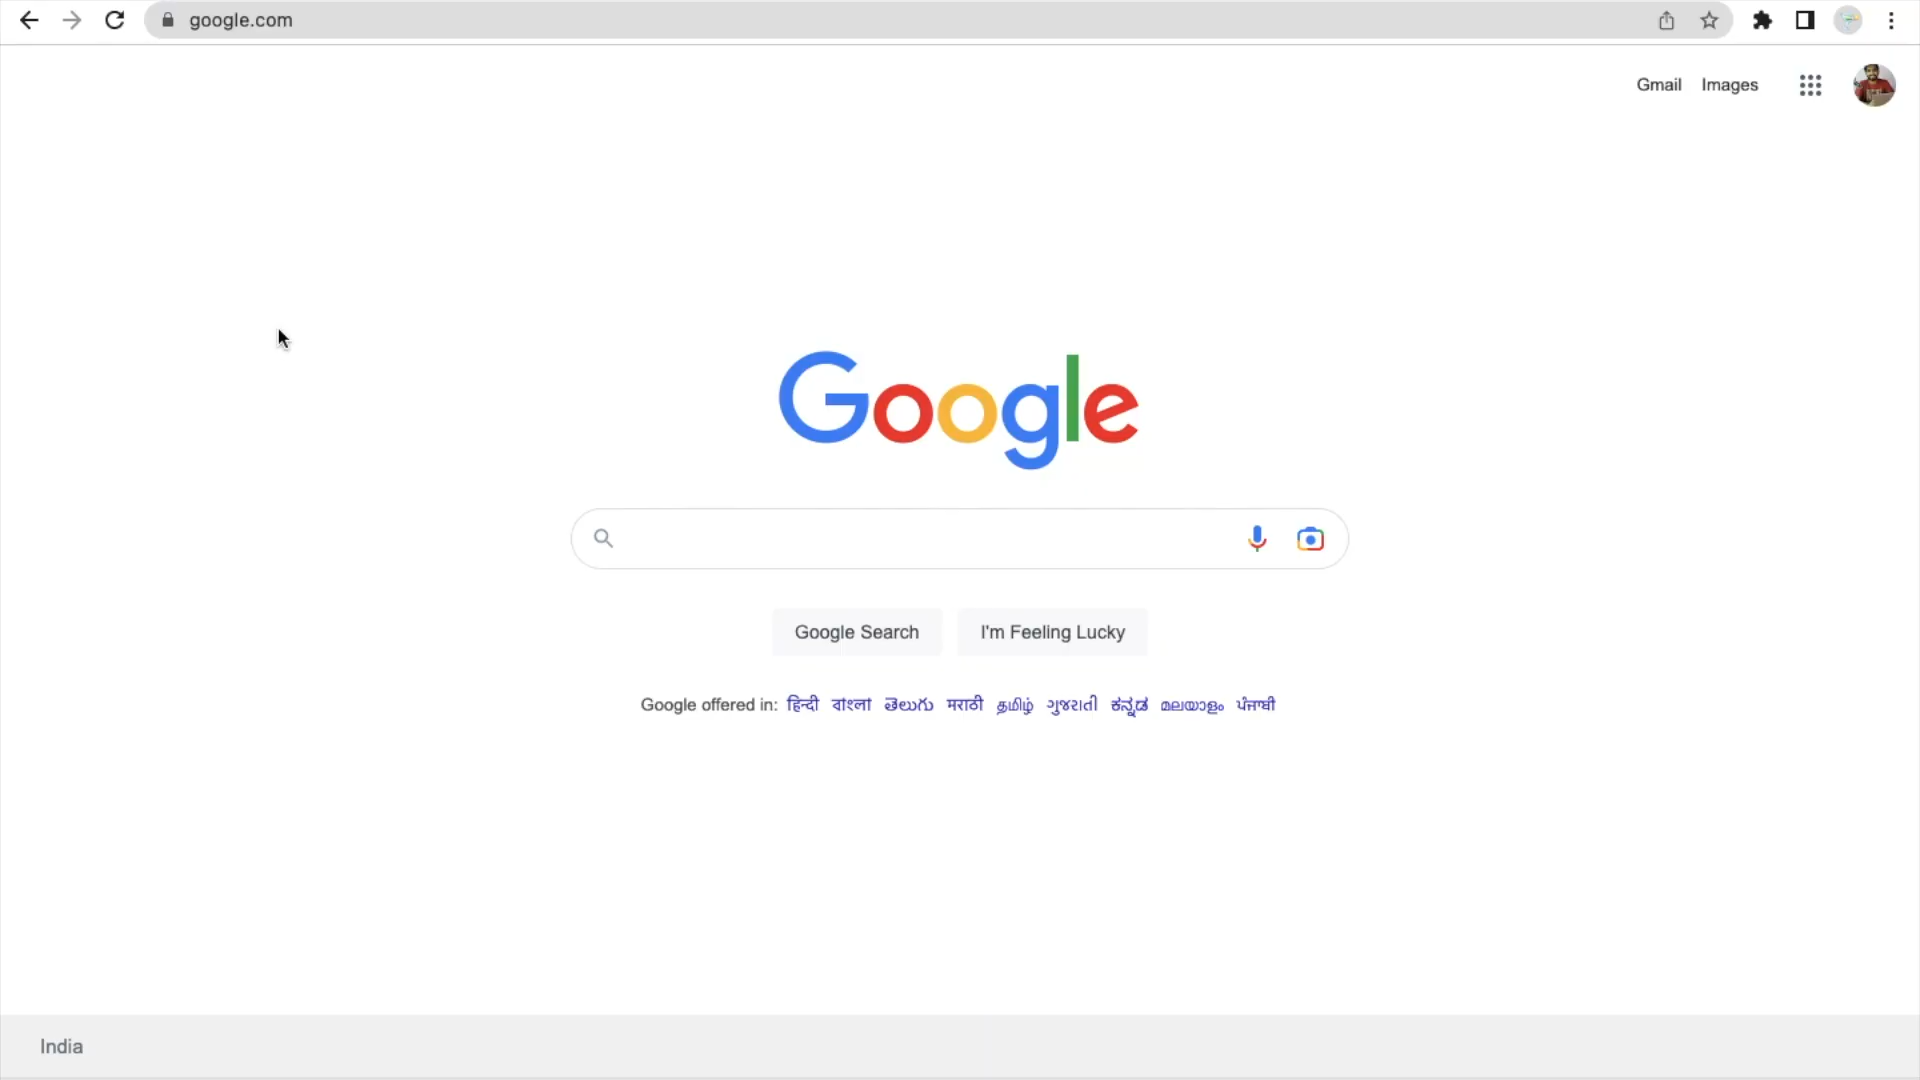 google.com
Gmail Images
Google
Google Search I'm Feeling Lucky
Google offered in: हिन्दी বাংলা తెలుగు मराठी தமிழ் ગુજરાતી ಕನ್ನಡ മലയാളം ਪੰਜਾਬੀ
India